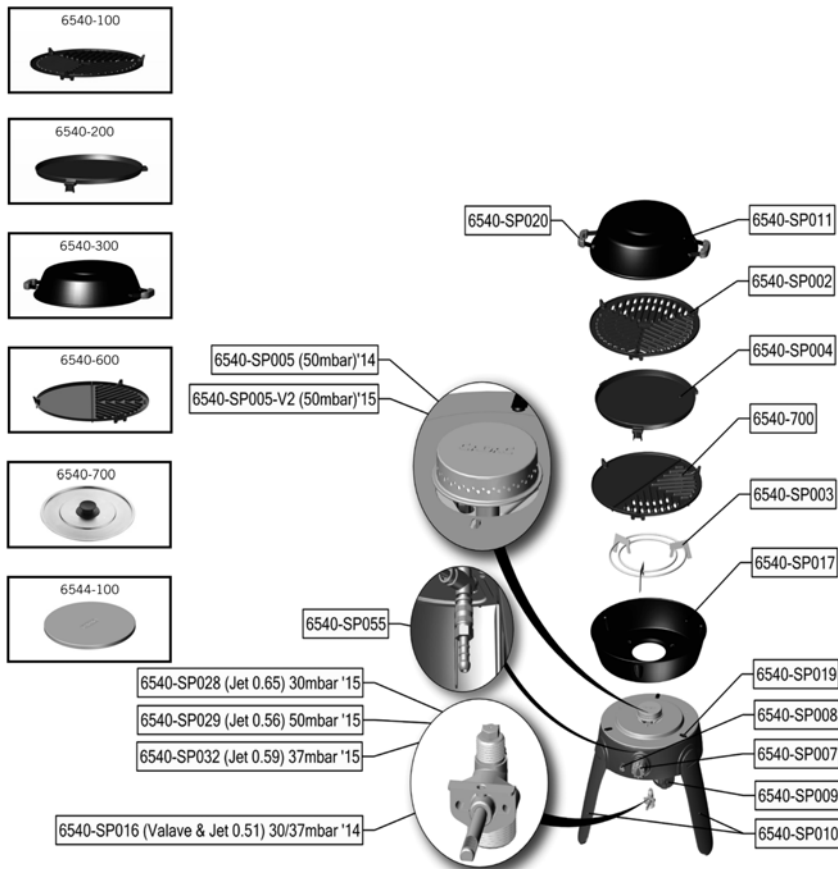 6540-100
6540-200
6540-300
6540-600
6540-700
6544-100
6540-SP020
6540-SP011
6540-SP002
6540-SP005 (50mbar)'14
6540-SP004
6540-SP005-V2 (50mbar)'15
6540-700
CADAC
6540-SP003
6540-SP017
6540-SP055
6540-SP028 (Jet 0.65) 30mbar '15
6540-SP019
6540-SP029 (Jet 0.56) 50mbar '15
6540-SP008
6540-SP032 (Jet 0.59) 37mbar '15
6540-SP007
6540-SP009
6540-SP016 (Valave & Jet 0.51) 30/37mbar '14
6540-SP010